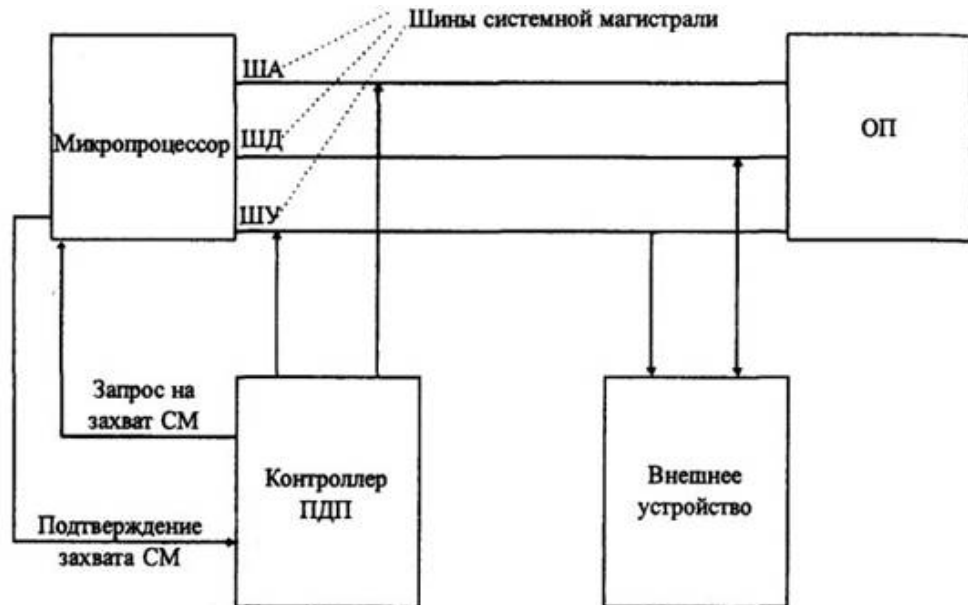 Шины системной магистрали
ША
ШД
ШУ
Микропроцессор
ОП
Запрос на
захват СМ
Подтверждение
захвата СМ
Контроллер
ПДП
Внешнее
устройство